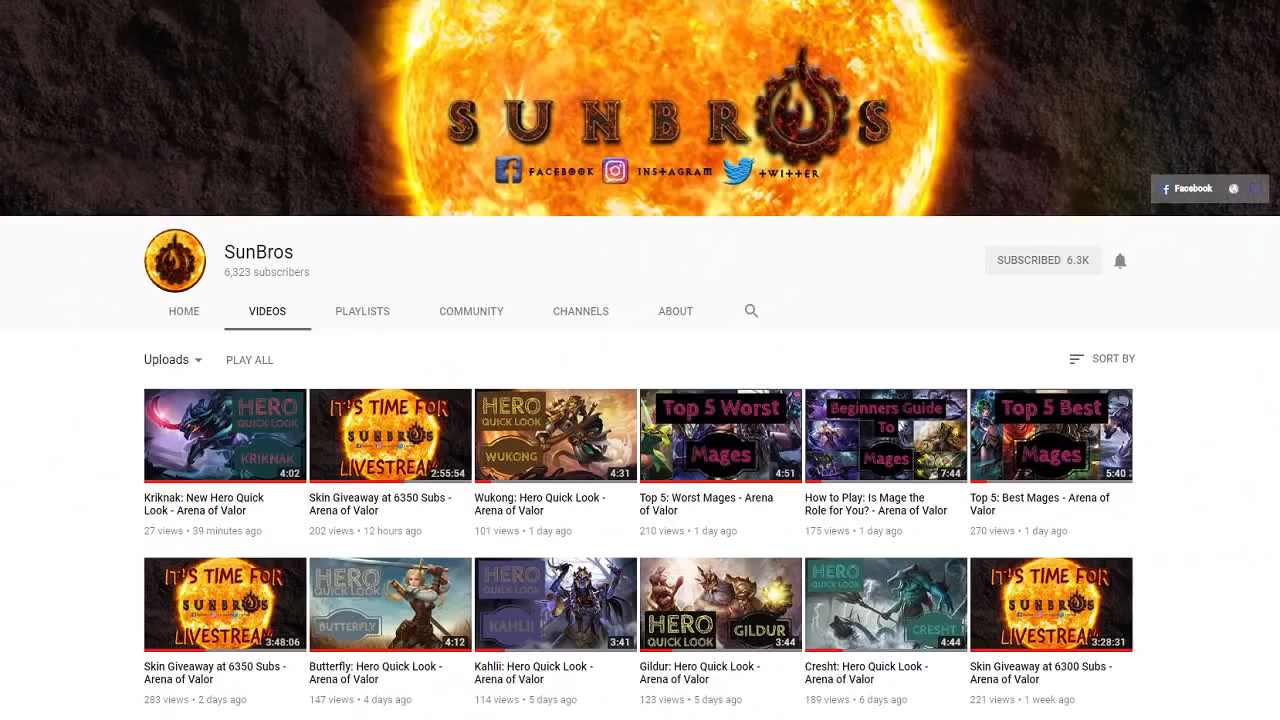 SUNBROS
FACEBOOK INSTAGRAM TWITTER
Facebook
SunBros
6,323 subscribers
SUBSCRIBED 6.3K
HOME VIDEOS PLAYLISTS COMMUNITY CHANNELS ABOUT
Uploads PLAY ALL SORT BY
HERO
QUICK LOOK
KRIKNAK
4:02
IT'S TIME FOR
SUNBROS
LIVESTREAM
2:55:54
HERO
QUICK LOOK
WUKONG
4:31
Top 5 Worst
Mages
4:51
Beginners Guide
To
Mages
7:44
Top 5 Best
Mages
5:40
Kriknak: New Hero Quick
Look - Arena of Valor
27 views • 39 minutes ago
Skin Giveaway at 6350 Subs -
Arena of Valor
202 views • 12 hours ago
Wukong: Hero Quick Look -
Arena of Valor
101 views • 1 day ago
Top 5: Worst Mages - Arena
of Valor
210 views • 1 day ago
How to Play: Is Mage the
Role for You? - Arena of Valor
175 views • 1 day ago
Top 5: Best Mages - Arena of
Valor
270 views • 1 day ago
IT'S TIME FOR
SUNBROS
LIVESTREAM
3:48:06
HERO
QUICK LOOK
BUTTERFLY
4:12
HERO
QUICK LOOK
KAHLII
3:41
HERO
QUICK LOOK
GILDUR
3:44
HERO
QUICK LOOK
CRESHT
4:44
IT'S TIME FOR
SUNBROS
LIVESTREAM
3:28:31
Skin Giveaway at 6350 Subs -
Arena of Valor
283 views • 2 days ago
Butterfly: Hero Quick Look -
Arena of Valor
147 views • 4 days ago
Kahlii: Hero Quick Look -
Arena of Valor
114 views • 5 days ago
Gildur: Hero Quick Look -
Arena of Valor
123 views • 5 days ago
Cresht: Hero Quick Look -
Arena of Valor
189 views • 6 days ago
Skin Giveaway at 6300 Subs -
Arena of Valor
221 views • 1 week ago